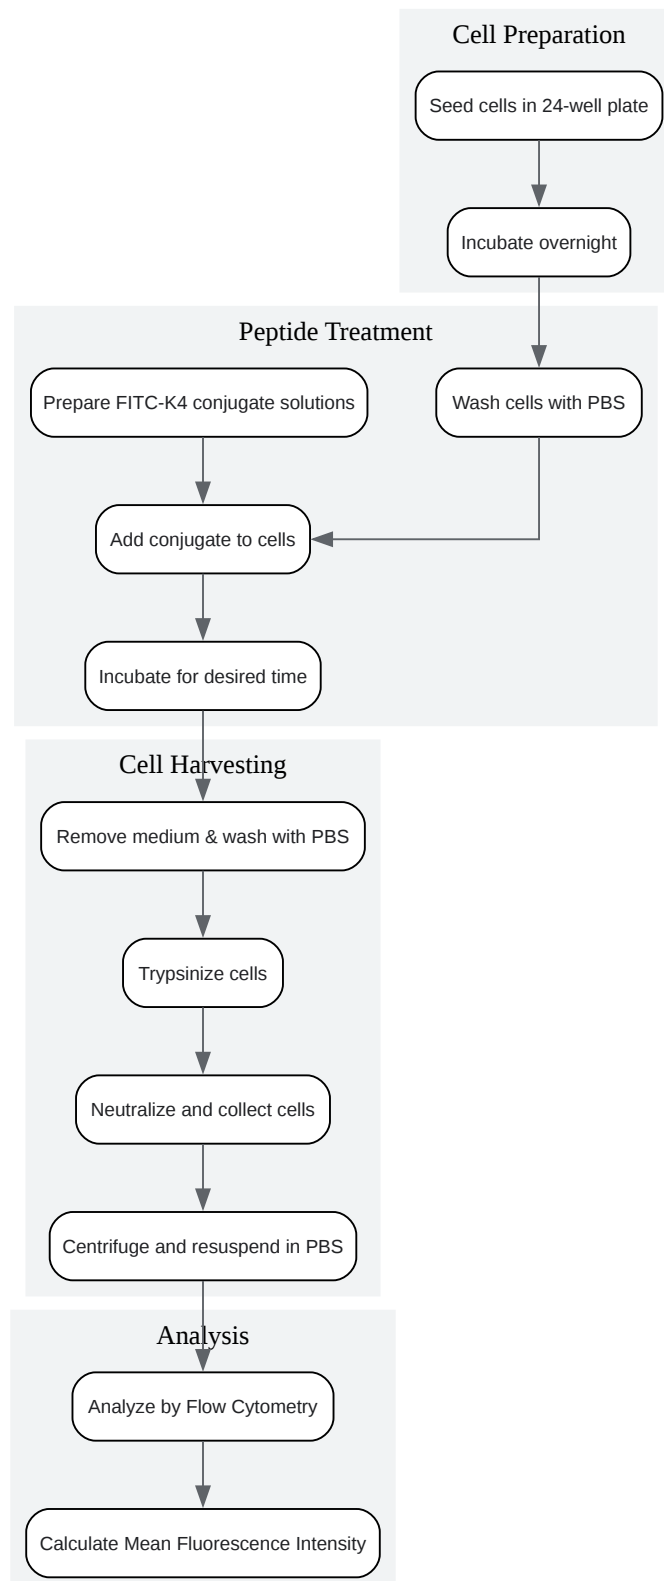 Cell Preparation
Seed cells in 24-well plate
Incubate overnight
Peptide Treatment
Prepare FITC-K4 conjugate solutions
Wash cells with PBS
Add conjugate to cells
Incubate for desired time
Cell Harvesting
Remove medium & wash with PBS
Trypsinize cells
Neutralize and collect cells
Centrifuge and resuspend in PBS
Analysis
Analyze by Flow Cytometry
Calculate Mean Fluorescence Intensity